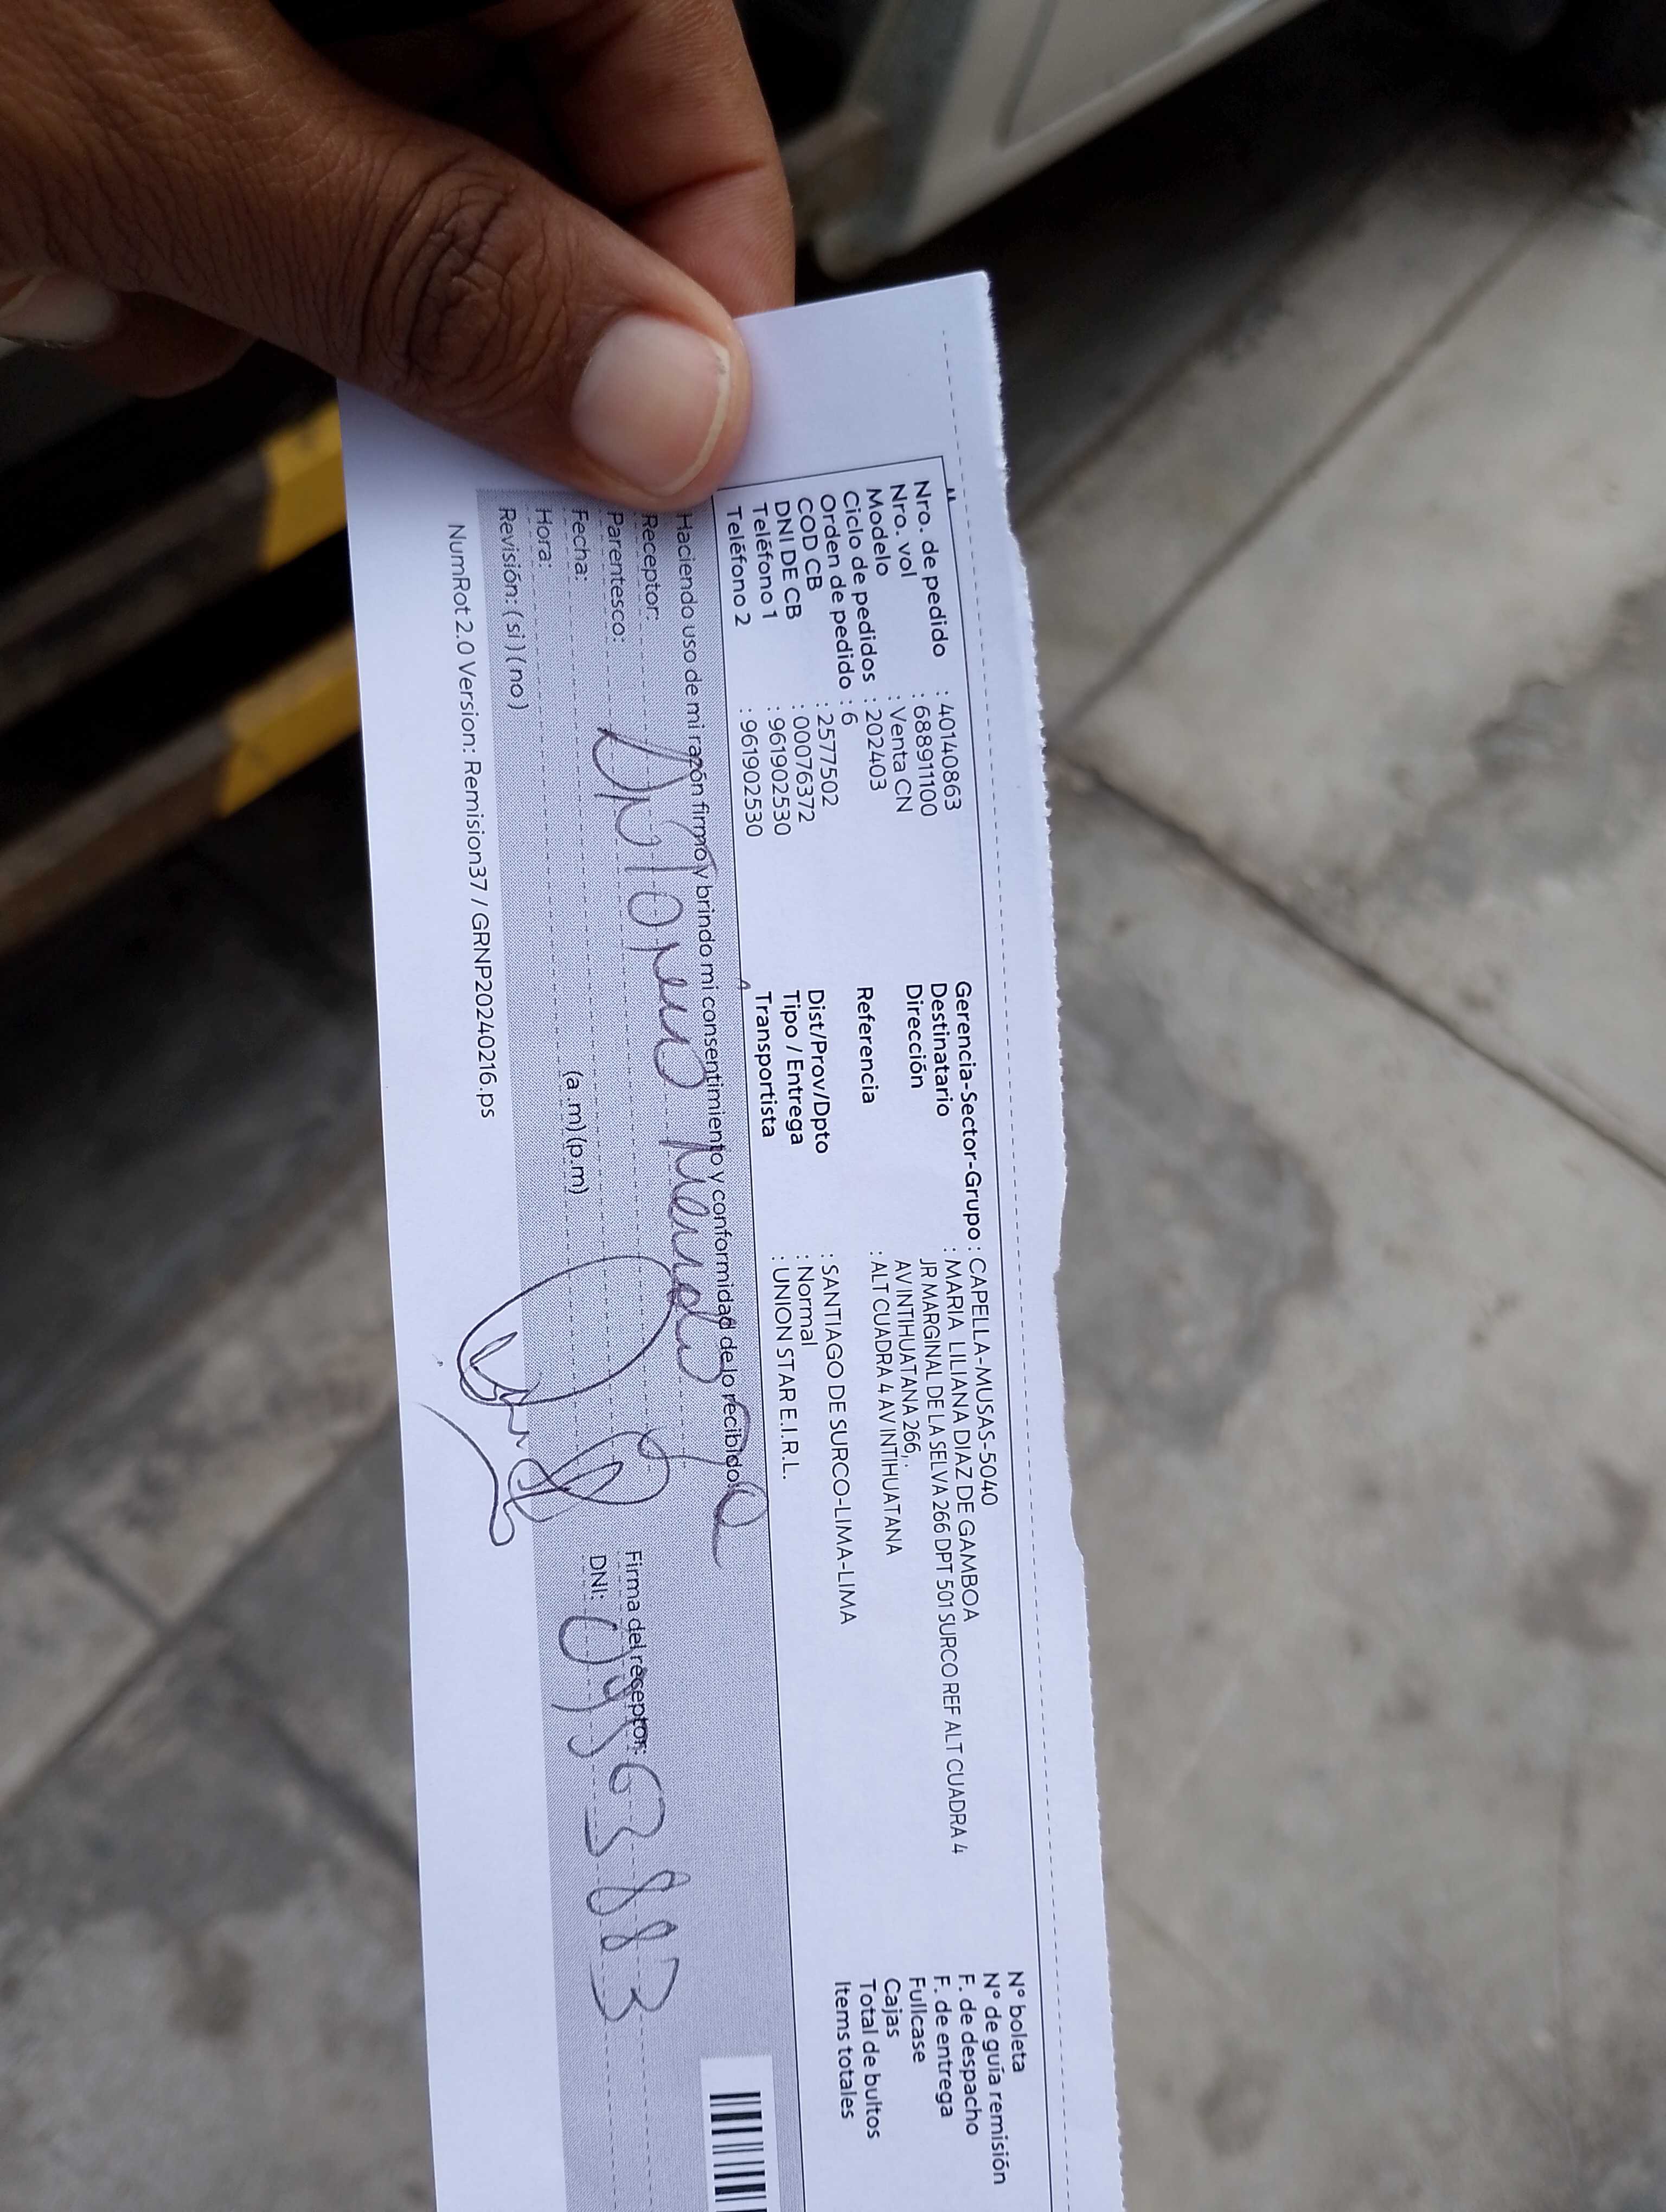 Nro. de pedido : 40140863
Nro. vol : 688911100
Modelo : Venta CN
Ciclo de pedidos : 202403
Orden de pedido : 6
COD CB : 2577502
DNI DE CB : 00076372
Teléfono 1 : 961902530
Teléfono 2 : 961902530
Gerencia-Sector-Grupo : CAPELLA-MUSAS-5040
Destinatario : MARIA LILIANA DIAZ DE GAMBOA
Dirección JR MARGINAL DE LA SELVA 266 DPT 501 SURCO REF ALT CUADRA 4
AV INTIHUATANA 266, .
Referencia : ALT CUADRA 4 AV INTIHUATANA
Dist/Prov/Dpto : SANTIAGO DE SURCO-LIMA-LIMA
Tipo / Entrega : Normal
Transportista : UNION STAR E.I.R.L.
N° boleta
N° de guía remisión
F. de despacho
F. de entrega
Fullcase
Cajas
Total de bultos
Items totales
Haciendo uso de mi razón firmo y brindo mi consentimiento y conformidad de lo recibido
Receptor:
Parentesco:
Fecha:
Hora: (a.m) (p.m)
Revisión: ( si ) ( no )
Firma del receptor:
DNI:
NumRot 2.0 Version: Remision37 / GRNP20240216.ps